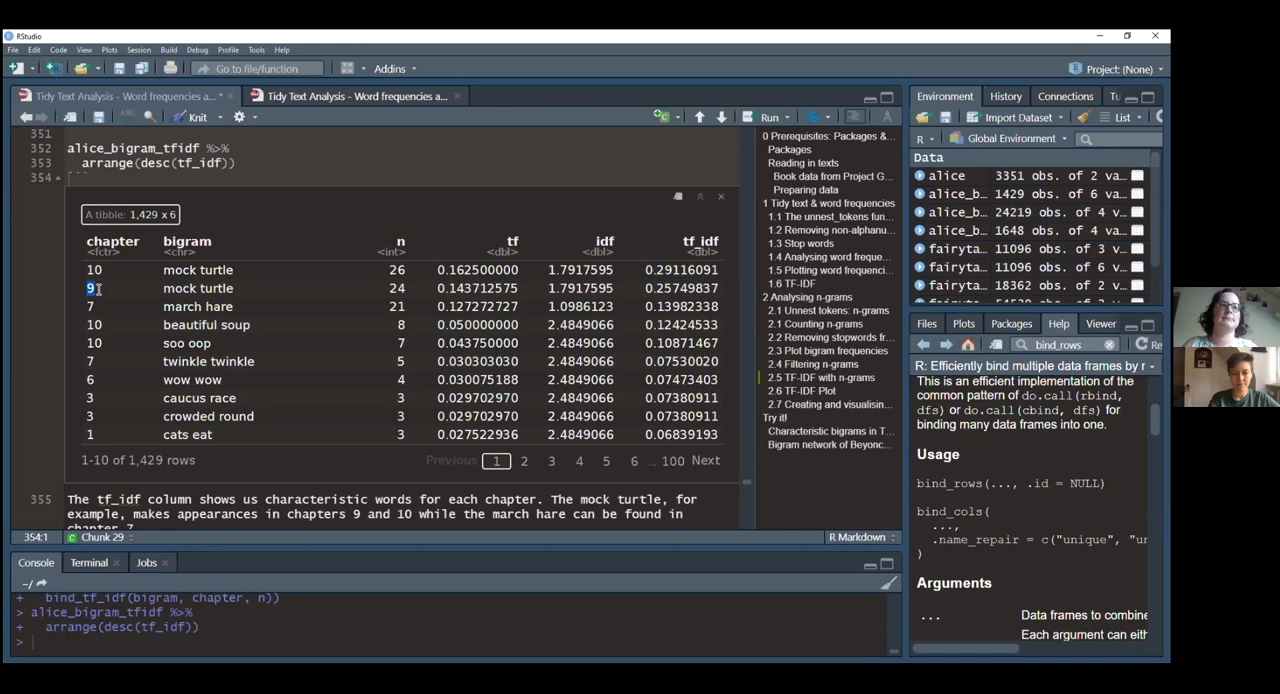 RStudio
File Edit Code View Plots Session Build Debug Profile Tools Help
Go to file/function Addins Project: (None)
Tidy Text Analysis - Word frequencies a... * Tidy Text Analysis - Word frequencies a...
ABC Knit Run
351
352 alice_bigram_tfidf %>%
353 arrange(desc(tf_idf))
354 ```
A tibble: 1,429 x 6
chapter bigram n tf idf tf_idf
<fctr> <chr> <int> <dbl> <dbl> <dbl>
10 mock turtle 26 0.162500000 1.7917595 0.29116091
9 mock turtle 24 0.143712575 1.7917595 0.25749837
7 march hare 21 0.127272727 1.0986123 0.13982338
10 beautiful soup 8 0.050000000 2.4849066 0.12424533
10 soo oop 7 0.043750000 2.4849066 0.10871467
7 twinkle twinkle 5 0.030303030 2.4849066 0.07530020
6 wow wow 4 0.030075188 2.4849066 0.07473403
3 caucus race 3 0.029702970 2.4849066 0.07380911
3 crowded round 3 0.029702970 2.4849066 0.07380911
1 cats eat 3 0.027522936 2.4849066 0.06839193
1-10 of 1,429 rows Previous 1 2 3 4 5 6 ... 100 Next
355 The tf_idf column shows us characteristic words for each chapter. The mock turtle, for
example, makes appearances in chapters 9 and 10 while the march hare can be found in
chapter 7
354:1 Chunk 29 R Markdown
0 Prerequisites: Packages &...
Packages
Reading in texts
Book data from Project G...
Preparing data
1 Tidy text & word frequencies
1.1 The unnest_tokens fun...
1.2 Removing non-alphanu...
1.3 Stop words
1.4 Analysing word freque...
1.5 Plotting word frequenci...
1.6 TF-IDF
2 Analysing n-grams
2.1 Unnest tokens: n-grams
2.1 Counting n-grams
2.2 Removing stopwords fr...
2.3 Plot bigram frequencies
2.4 Filtering n-grams
2.5 TF-IDF with n-grams
2.6 TF-IDF Plot
2.7 Creating and visualisin...
Try it!
Characteristic bigrams in T...
Bigram network of Beyonc...
Console Terminal Jobs
~/
+ bind_tf_idf(bigram, chapter, n))
> alice_bigram_tfidf %>%
+ arrange(desc(tf_idf))
>
Environment History Connections Tu
Import Dataset List
R Global Environment
Data
alice 3351 obs. of 2 va...
alice_b... 1429 obs. of 6 va...
alice_b... 24219 obs. of 4 v...
alice_b... 1648 obs. of 4 va...
fairyta... 11096 obs. of 3 v...
fairyta... 11096 obs. of 6 v...
fairyta... 18362 obs. of 2 v...
Files Plots Packages Help Viewer
bind_rows Re
R: Efficiently bind multiple data frames by r
This is an efficient implementation of the
common pattern of do.call(rbind,
dfs) or do.call(cbind, dfs) for
binding many data frames into one.
Usage
bind_rows(..., .id = NULL)
bind_cols(
...,
.name_repair = c("unique", "un
)
Arguments
... Data frames to combine
Each argument can eith